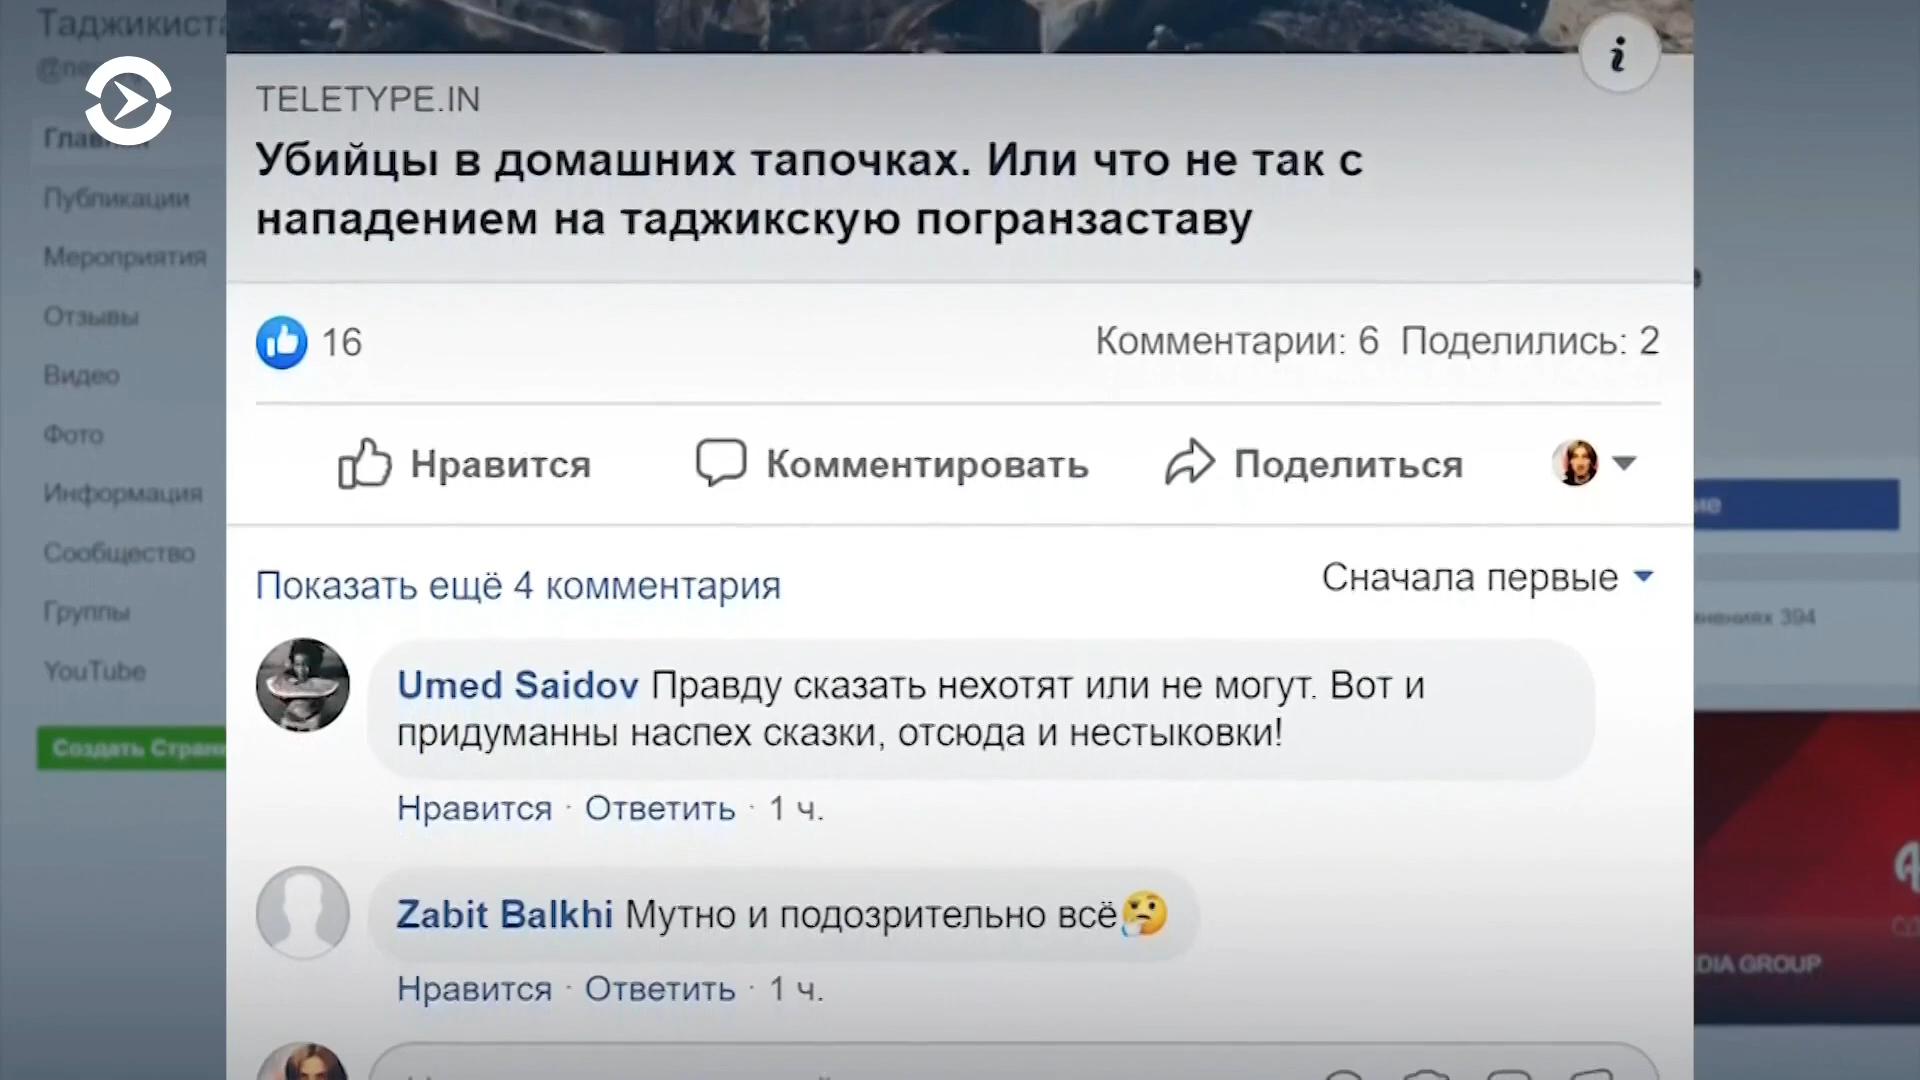 Публикации
Мероприятия
Отзывы
Видео
Фото
Информация
Сообщество
Группы
YouTube
Создать
TELETYPE.IN
Убийцы в домашних тапочках. Или что не так с
нападением на таджикскую погранзаставу
16
Комментарии: 6 Поделились: 2
Нравится Комментировать Поделиться
Показать ещё 4 комментария
Сначала первые
Umed Saidov Правду сказать нехотят или не могут. Вот и
придуманны наспех сказки, отсюда и нестыковки!
Нравится · Ответить · 1 ч.
Zabit Balkhi Мутно и подозрительно всё🤔
Нравится · Ответить · 1 ч.
394
GROUP